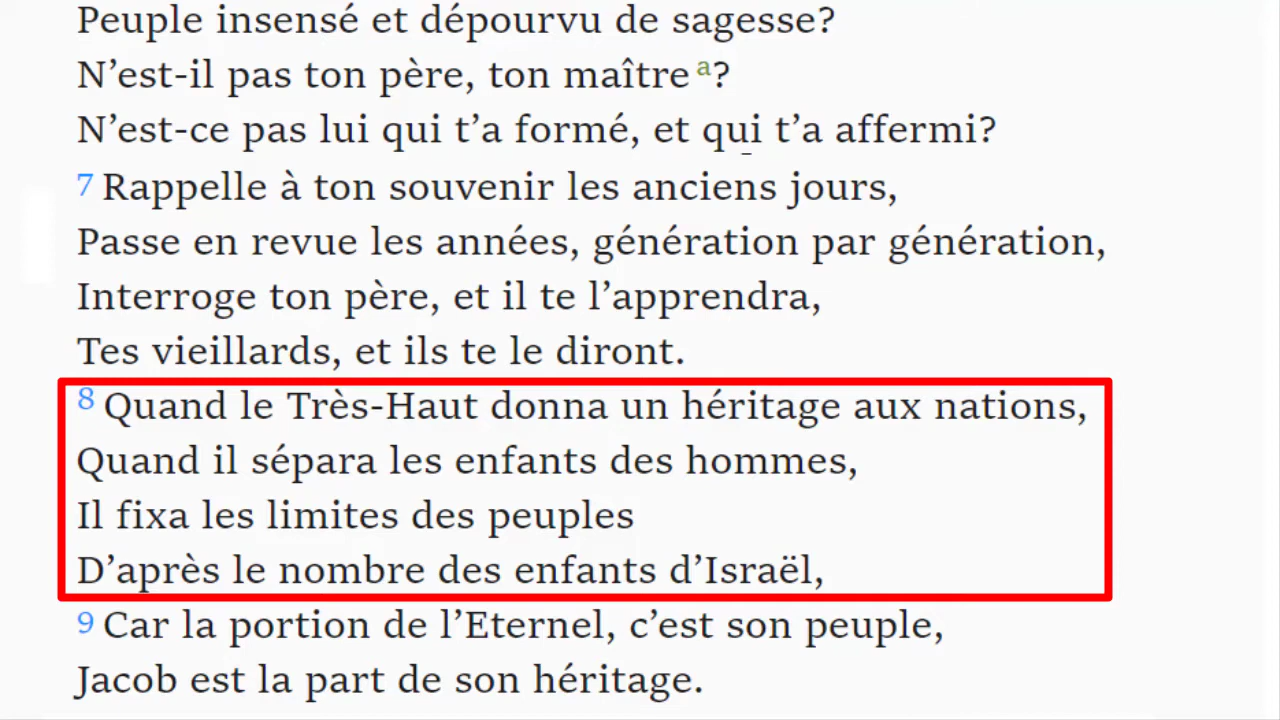 Peuple insensé et dépourvu de sagesse?
N’est-il pas ton père, ton maître a?
N’est-ce pas lui qui t’a formé, et qui t’a affermi?
7 Rappelle à ton souvenir les anciens jours,
Passe en revue les années, génération par génération,
Interroge ton père, et il te l’apprendra,
Tes vieillards, et ils te le diront.
8 Quand le Très-Haut donna un héritage aux nations,
Quand il sépara les enfants des hommes,
Il fixa les limites des peuples
D’après le nombre des enfants d’Israël,
9 Car la portion de l’Eternel, c’est son peuple,
Jacob est la part de son héritage.